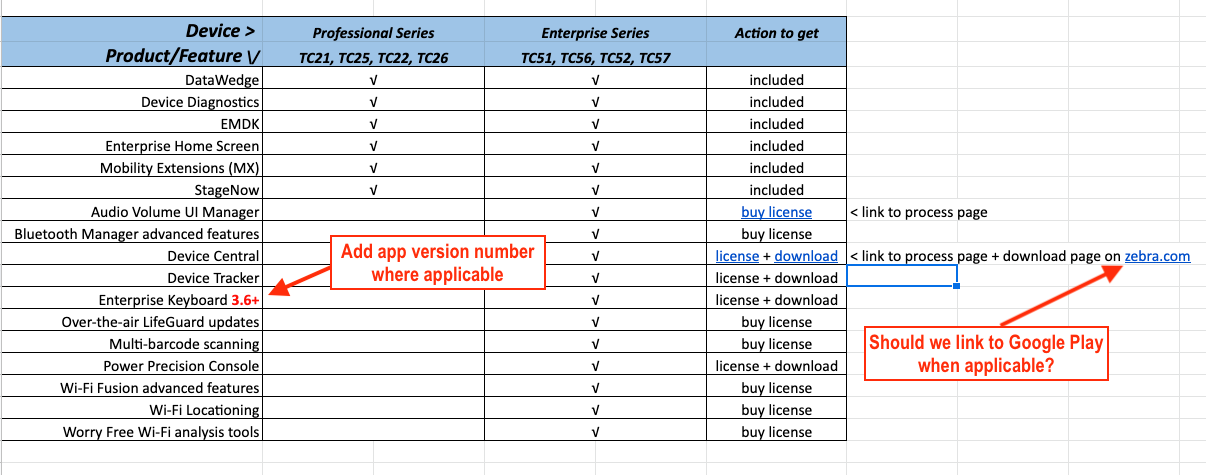 Device > Professional Series Enterprise Series Action to get
Product/Feature \/ TC21, TC25, TC22, TC26 TC51, TC56, TC52, TC57
DataWedge √ √ included
Device Diagnostics √ √ included
EMDK √ √ included
Enterprise Home Screen √ √ included
Mobility Extensions (MX) √ √ included
StageNow √ √ included
Audio Volume UI Manager √ buy license < link to process page
Bluetooth Manager advanced features √ buy license
Device Central √ license + download < link to process page + download page on zebra.com
Device Tracker √ license + download
Enterprise Keyboard 3.6+ √ license + download
Over-the-air LifeGuard updates √ buy license
Multi-barcode scanning √ buy license
Power Precision Console √ license + download
Wi-Fi Fusion advanced features √ buy license
Wi-Fi Locationing √ buy license
Worry Free Wi-Fi analysis tools √ buy license
Add app version number
where applicable
Should we link to Google Play
when applicable?